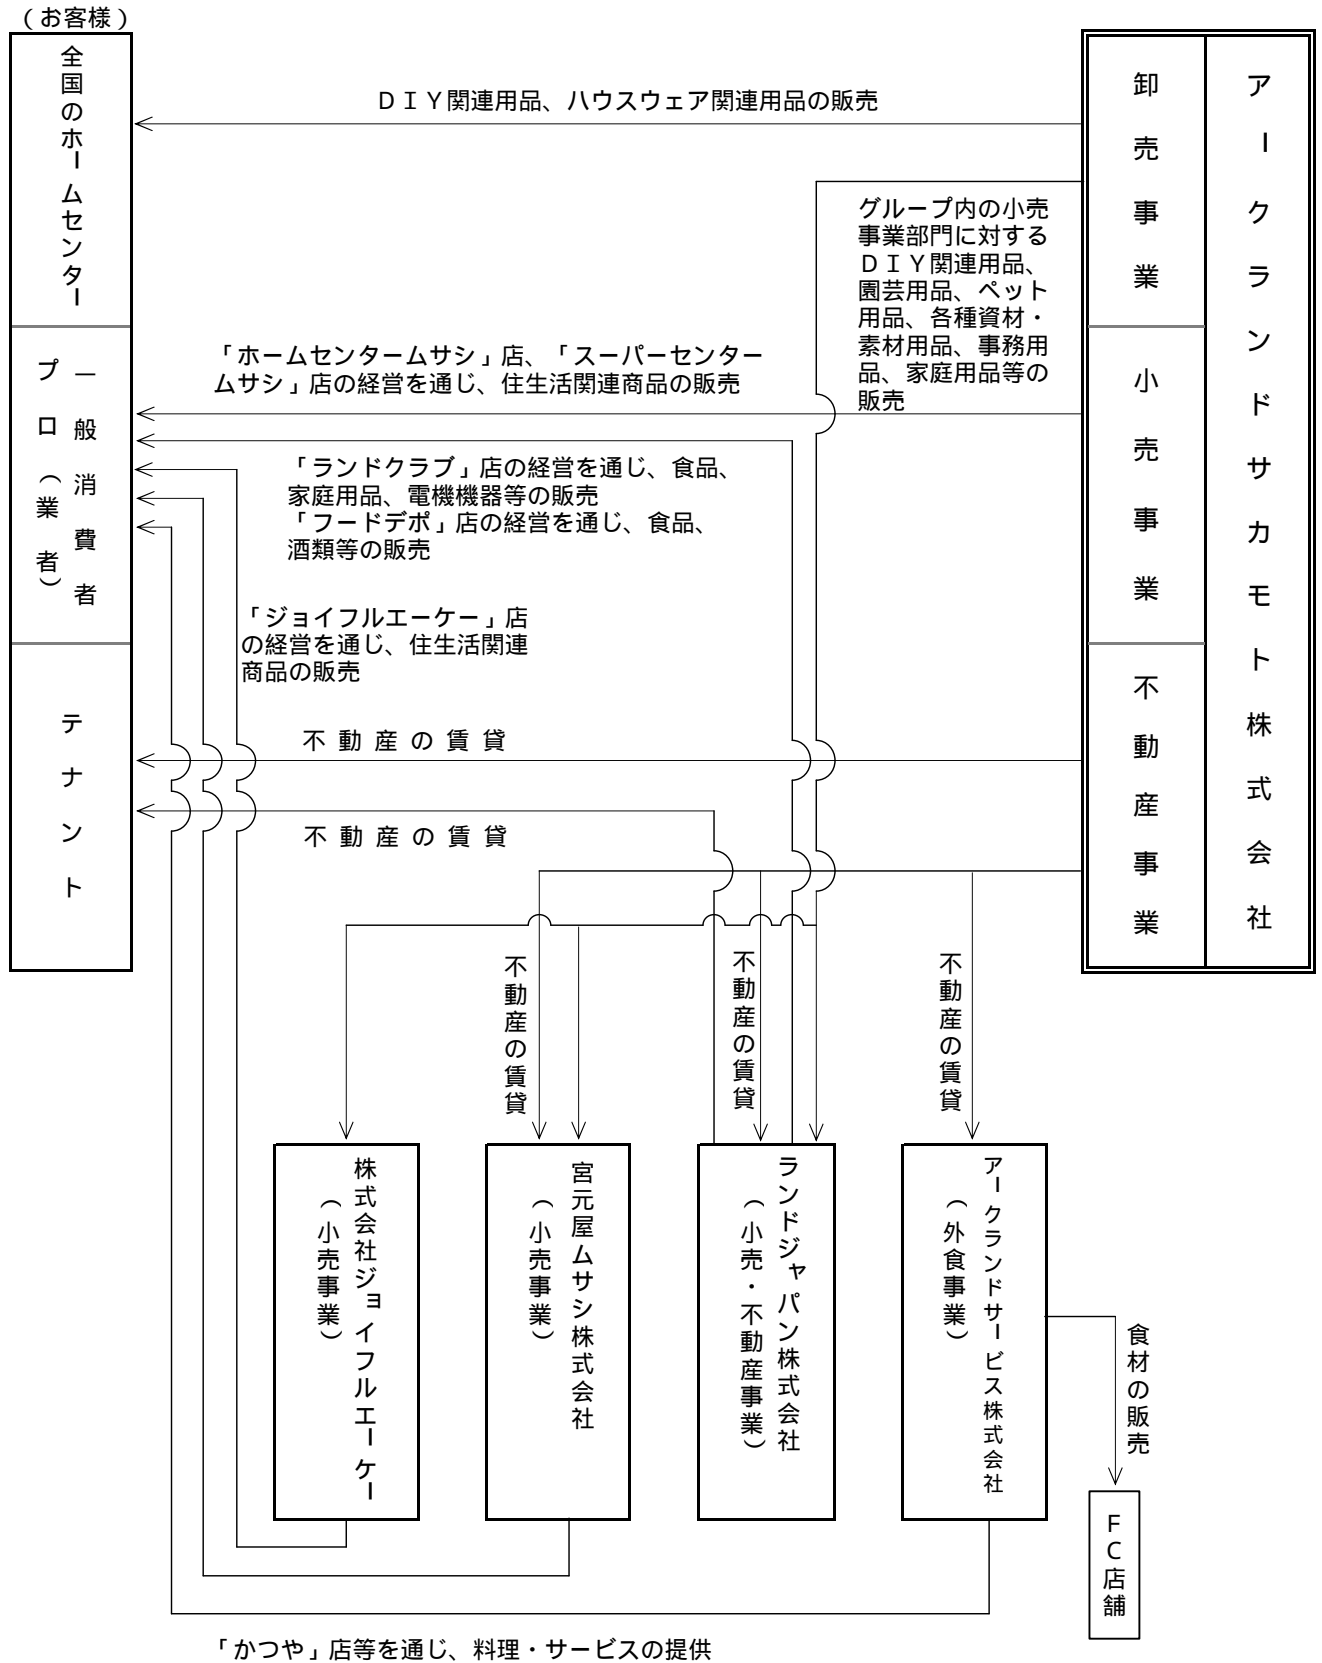 （お客様）
全国のホームセンター
一般消費者
プロ（業者）
テナント
ＤＩＹ関連用品、ハウスウェア関連用品の販売
アークランドサカモト株式会社
卸売事業
小売事業
不動産事業
グループ内の小売
事業部門に対する
ＤＩＹ関連用品、
園芸用品、ペット
用品、各種資材・
素材用品、事務用
品、家庭用品等の
販売
「ホームセンタームサシ」店、「スーパーセンター
ムサシ」店の経営を通じ、住生活関連商品の販売
「ランドクラブ」店の経営を通じ、食品、
家庭用品、電機機器等の販売
「フードデポ」店の経営を通じ、食品、
酒類等の販売
「ジョイフルエーケー」店
の経営を通じ、住生活関連
商品の販売
不動産の賃貸
不動産の賃貸
不動産の賃貸
不動産の賃貸
不動産の賃貸
株式会社ジョイフルエーケー
（小売事業）
宮元屋ムサシ株式会社
（小売事業）
ランドジャパン株式会社
（小売・不動産事業）
アークランドサービス株式会社
（外食事業）
食材の販売
ＦＣ店舗
「かつや」店等を通じ、料理・サービスの提供